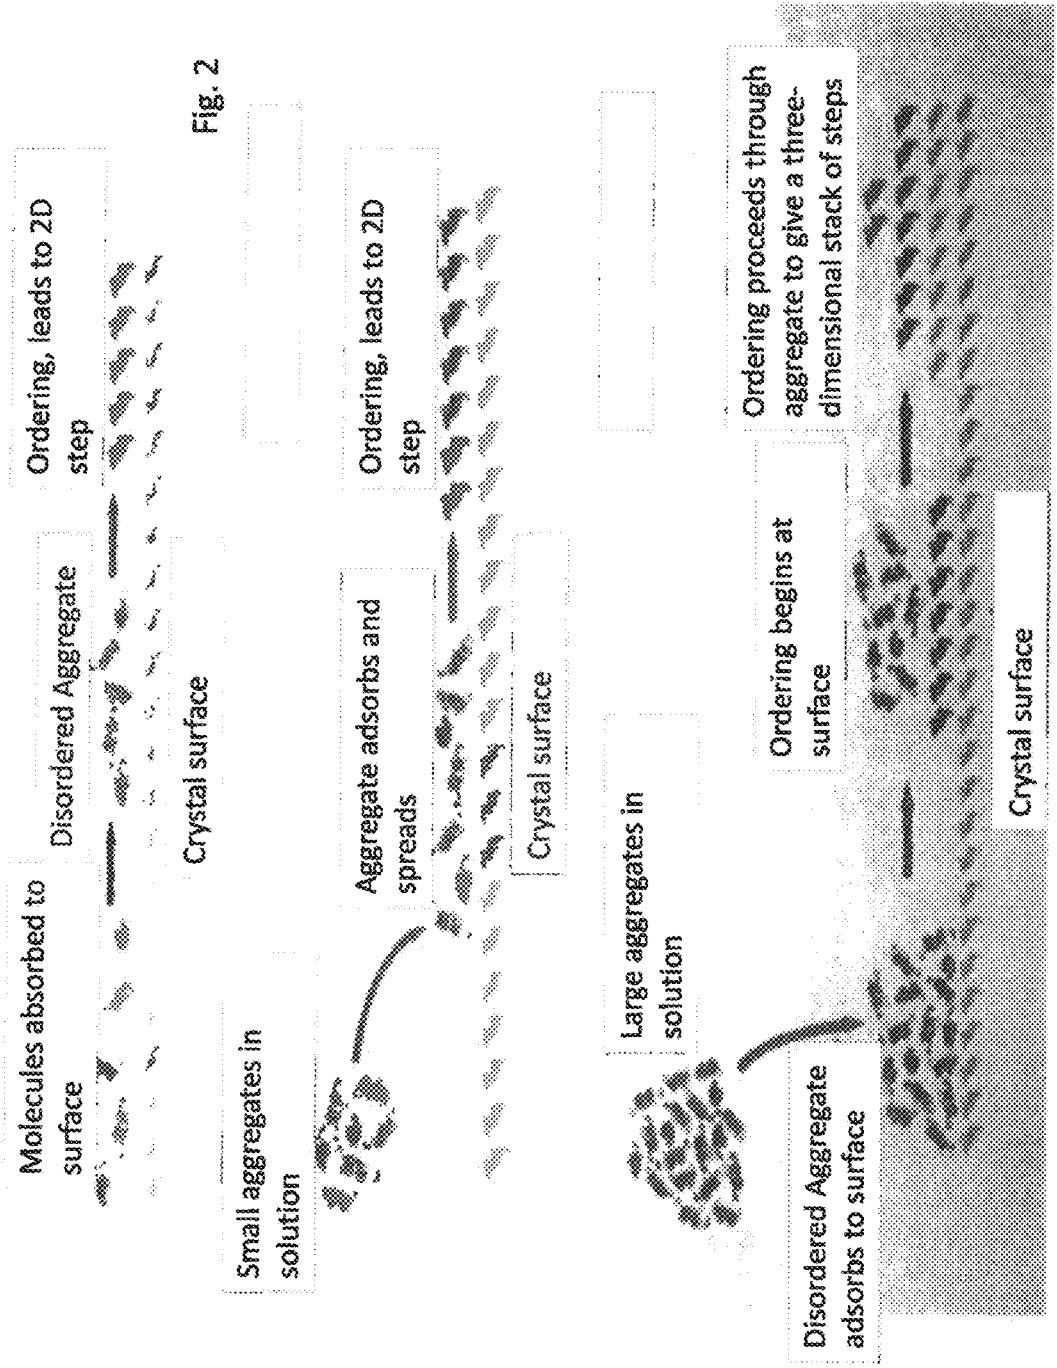 Fig. 2
Molecules absorbed to
surface
Disordered Aggregate
Ordering, leads to 2D
step
Crystal surface
Small aggregates in
solution
Aggregate adsorbs and
spreads
Ordering, leads to 2D
step
Crystal surface
Large aggregates in
solution
Disordered Aggregate
adsorbs to surface
Ordering begins at
surface
Ordering proceeds through
aggregate to give a three-
dimensional stack of steps
Crystal surface